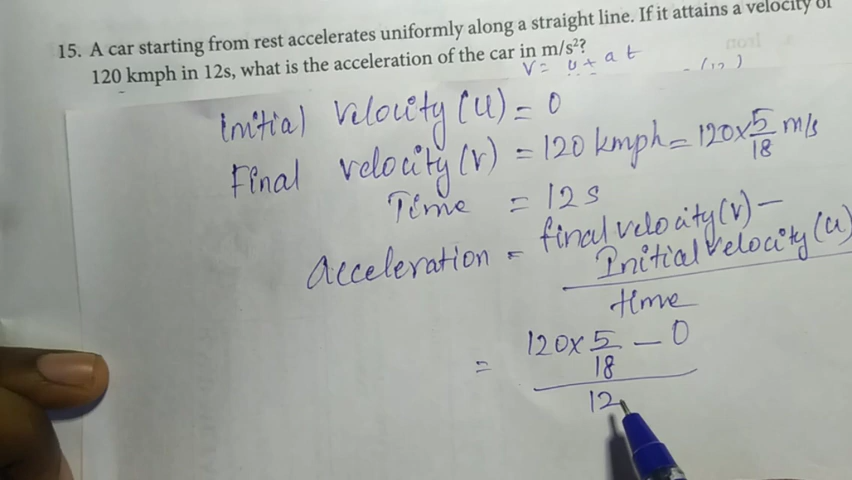 15. A car starting from rest accelerates uniformly along a straight line. If it attains a velocity of
120 kmph in 12s, what is the acceleration of the car in m/s²?
v = u + a t
(12)
Initial velocity (u) = 0
Final velocity (v) = 120 kmph = 120 × 5/18 m/s
Time = 12 s
Acceleration = final velocity (v) –
Initial velocity (u)
time
= 120 × 5/18 – 0
12